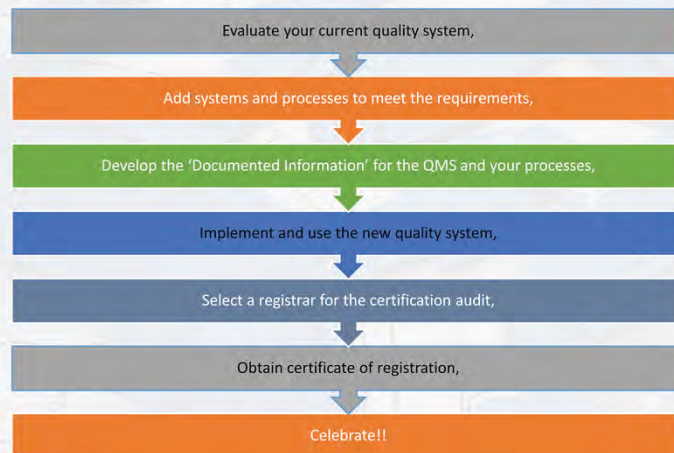 Evaluate your current quality system,
Add systems and processes to meet the requirements,
Develop the ‘Documented Information’ for the QMS and your processes,
Implement and use the new quality system,
Select a registrar for the certification audit,
Obtain certificate of registration,
Celebrate!!